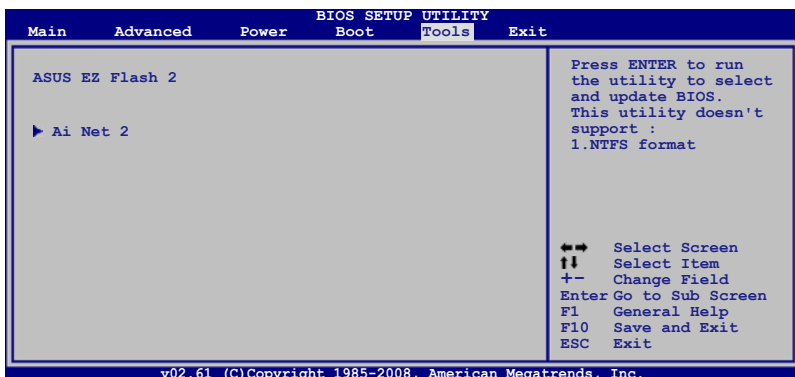 BIOS SETUP UTILITY
Main Advanced Power Boot Tools Exit
ASUS EZ Flash 2
Ai Net 2
Press ENTER to run
the utility to select
and update BIOS.
This utility doesn't
support :
1.NTFS format
Select Screen
Select Item
+- Change Field
Enter Go to Sub Screen
F1 General Help
F10 Save and Exit
ESC Exit
v02.61 (C)Copyright 1985-2008, American Megatrends, Inc.